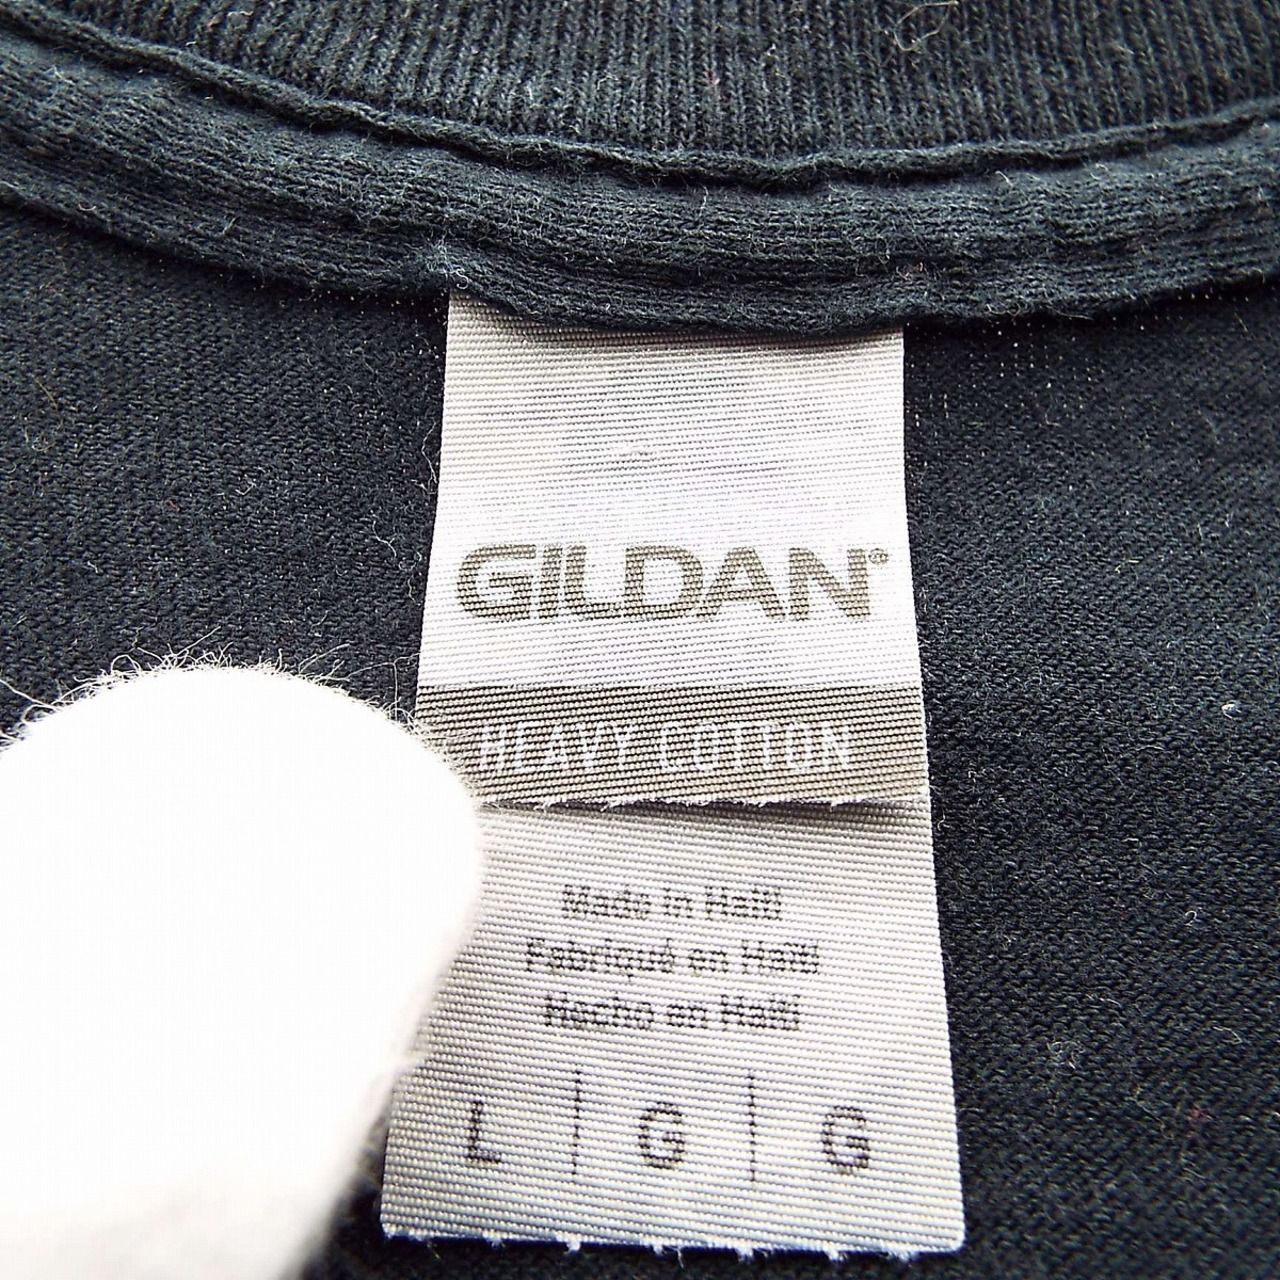 GILDAN®
HEAVY COTTON
Made in Haiti
Fabriqué en Haïti
Hecho en Haití
L | G | G